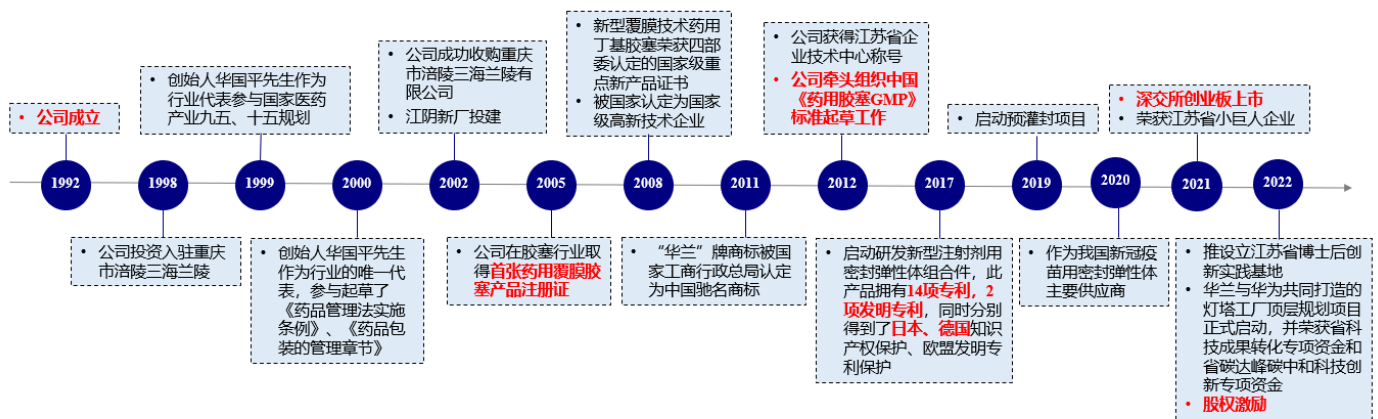 • 公司成立
1992
• 公司投资入驻重庆
市涪陵三海兰陵
1998
• 创始人华国平先生作为
行业代表参与国家医药
产业九五、十五规划
1999
2000
• 创始人华国平先生
作为行业的唯一代
表，参与起草了
《药品管理法实施
条例》、《药品包
装的管理章节》
• 公司成功收购重庆
市涪陵三海兰陵有
限公司
• 江阴新厂投建
2002
2005
• 公司在胶塞行业取
得首张药用覆膜胶
塞产品注册证
• 新型覆膜技术药用
丁基胶塞荣获四部
委认定的国家级重
点新产品证书
• 被国家认定为国家
级高新技术企业
2008
2011
• “华兰”牌商标被国
家工商行政总局认定
为中国驰名商标
• 公司获得江苏省企
业技术中心称号
• 公司牵头组织中国
《药用胶塞GMP》
标准起草工作
2012
2017
• 启动研发新型注射剂用
密封弹性体组合件，此
产品拥有14项专利，2
项发明专利，同时分别
得到了日本、德国知识
产权保护、欧盟发明专
利保护
• 启动预灌封项目
2019
2020
• 作为我国新冠疫
苗用密封弹性体
主要供应商
• 深交所创业板上市
• 荣获江苏省小巨人企业
2021
2022
• 推设立江苏省博士后创
新实践基地
• 华兰与华为共同打造的
灯塔工厂顶层规划项目
正式启动，并荣获省科
技成果转化专项资金和
省碳达峰碳中和科技创
新专项资金
• 股权激励